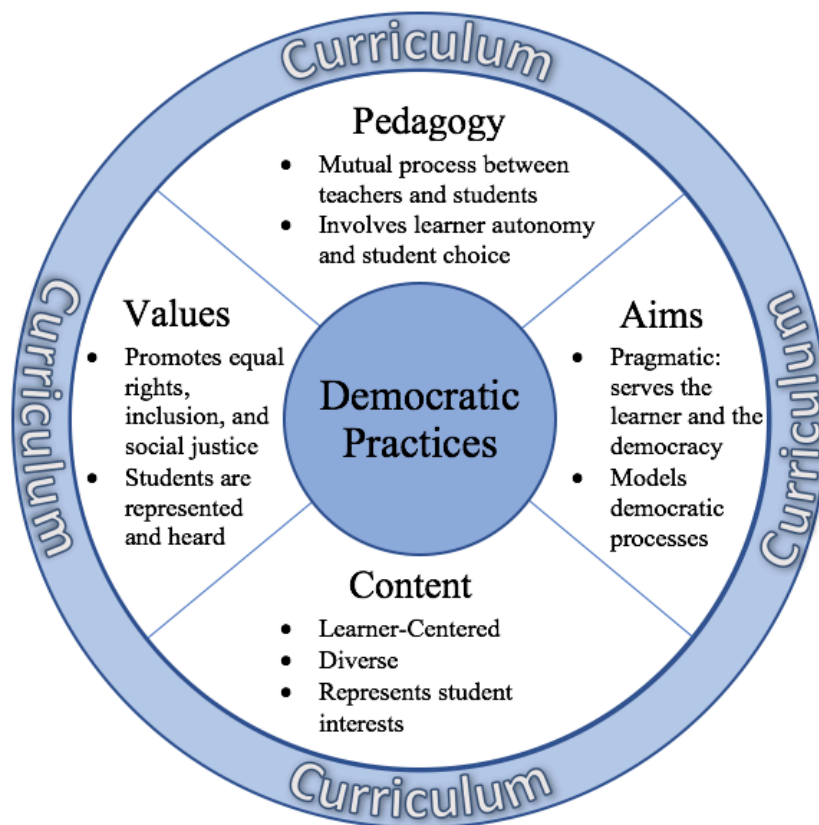 Curriculum
Pedagogy
• Mutual process between
teachers and students
• Involves learner autonomy
and student choice
Curriculum
Values
• Promotes equal
rights,
inclusion, and
social justice
• Students are
represented
and heard
Democratic
Practices
Aims
• Pragmatic:
serves the
learner and the
democracy
• Models
democratic
processes
Curriculum
Content
• Learner-Centered
• Diverse
• Represents student
interests
Curriculum